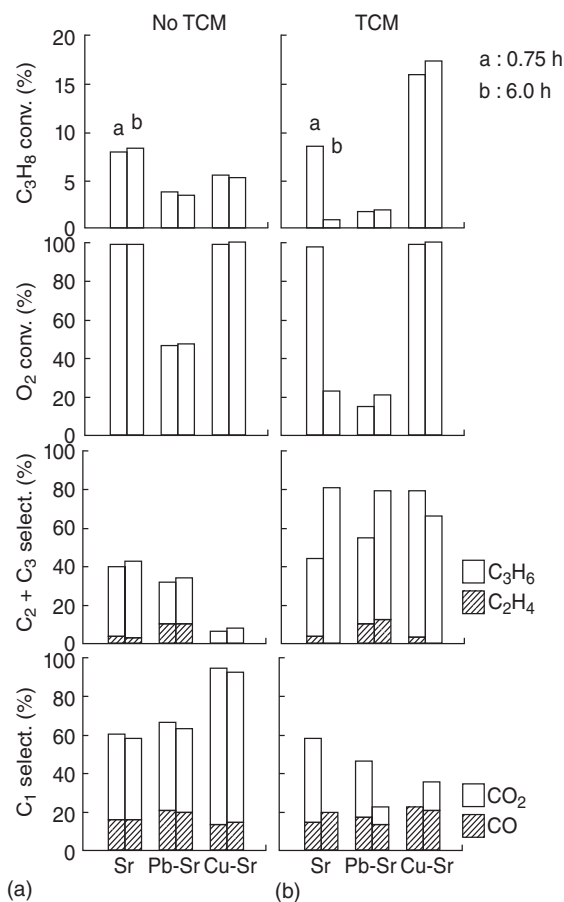 No TCM TCM
a : 0.75 h
b : 6.0 h
C3H8 conv. (%)
20
15
10
5
0
a b
a
b
O2 conv. (%)
100
80
60
40
20
0
C2 + C3 select. (%)
100
80
60
40
20
0
C3H6
C2H4
C1 select. (%)
100
80
60
40
20
0
CO2
CO
Sr Pb-Sr Cu-Sr Sr Pb-Sr Cu-Sr
(a) (b)